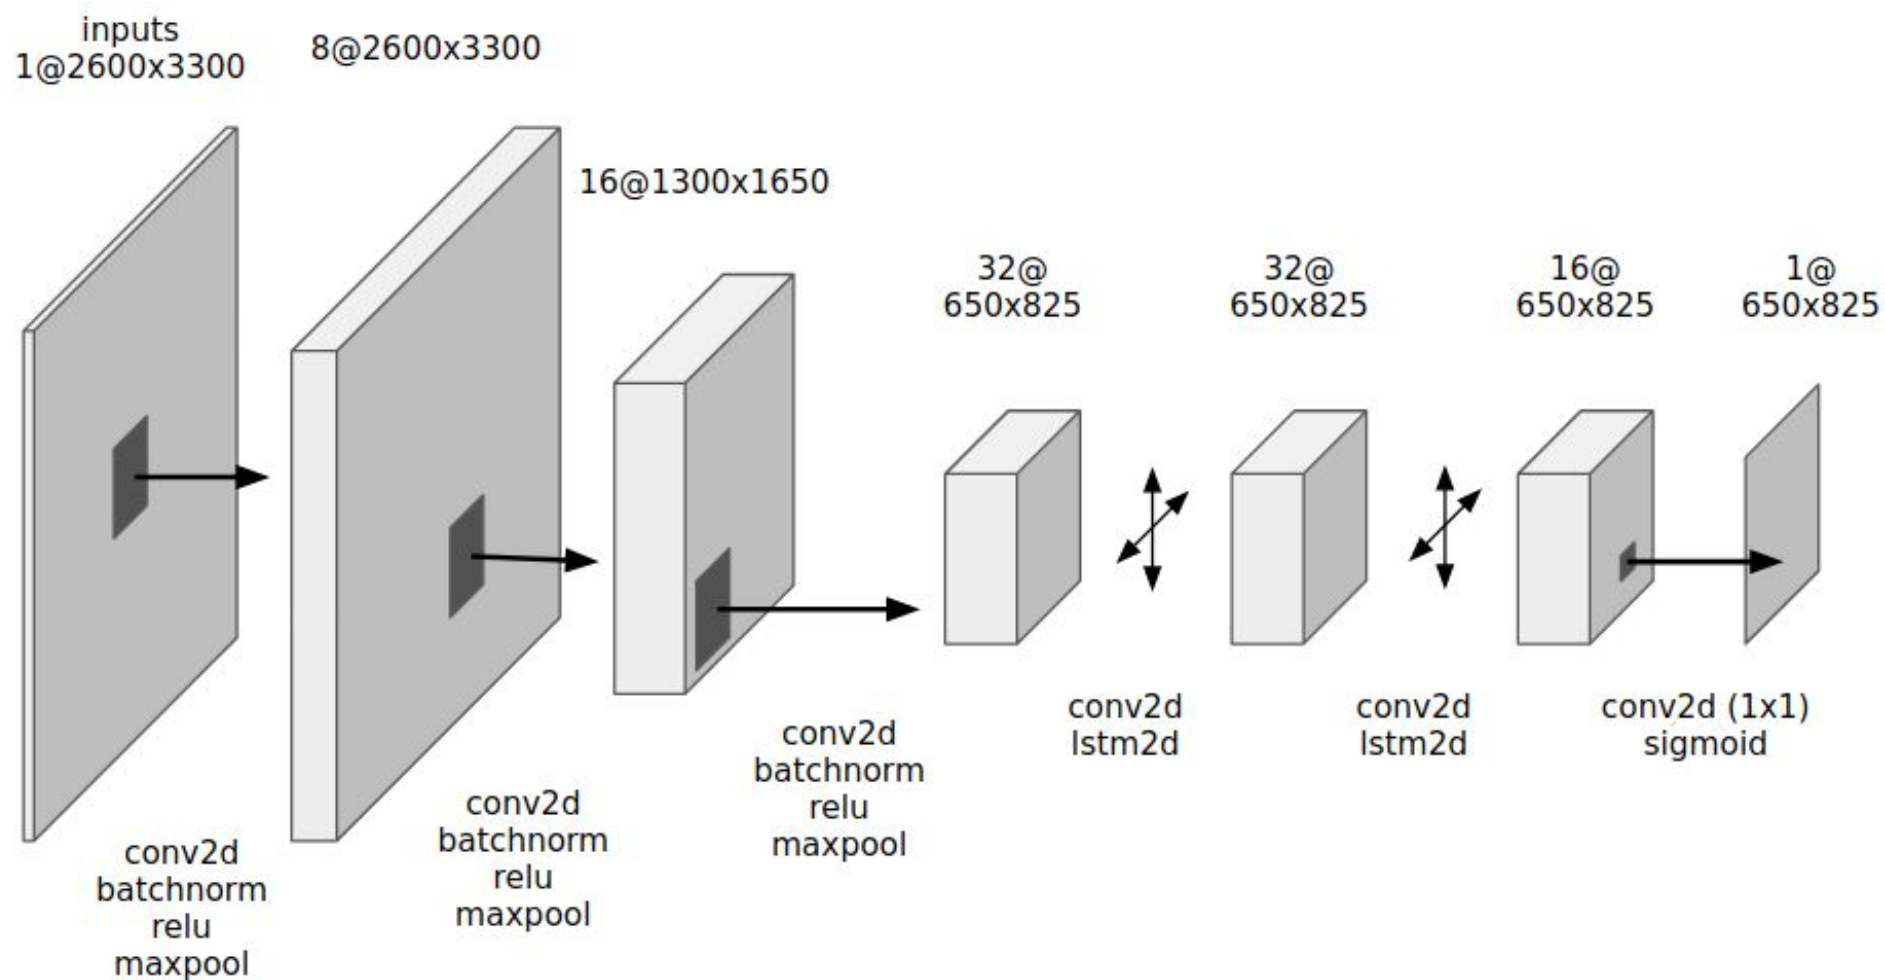 inputs
1@2600x3300
8@2600x3300
16@1300x1650
32@
650x825
32@
650x825
16@
650x825
1@
650x825
conv2d
batchnorm
relu
maxpool
conv2d
batchnorm
relu
maxpool
conv2d
batchnorm
relu
maxpool
conv2d
lstm2d
conv2d
lstm2d
conv2d (1x1)
sigmoid